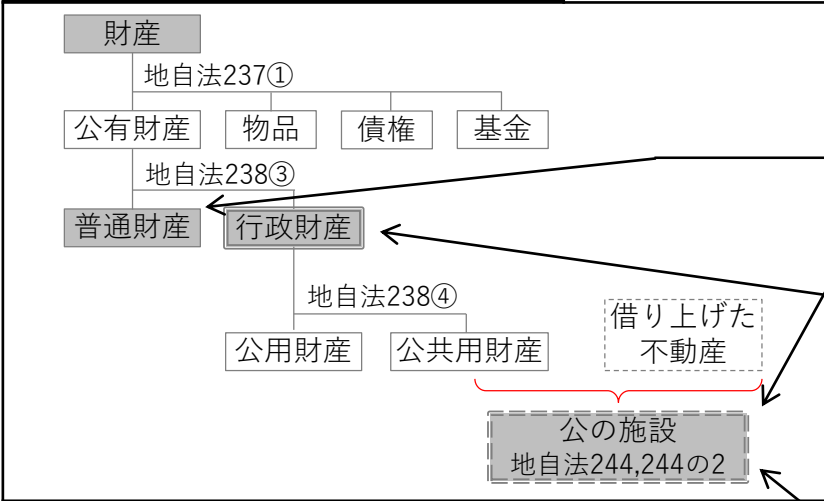 財産
地自法237①
公有財産
物品
債権
基金
地自法238③
普通財産
行政財産
地自法238④
公用財産
公共用財産
借り上げた
不動産
公の施設
地自法244,244の2